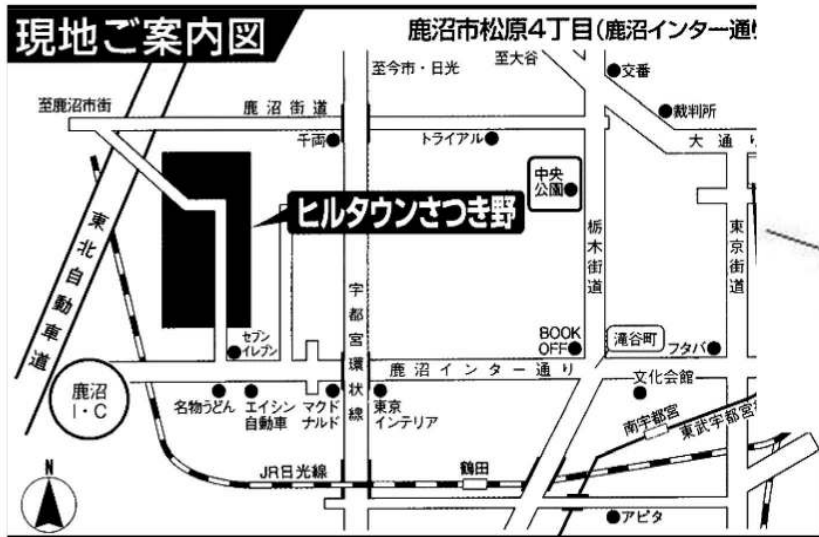 現地ご案内図
鹿沼市松原4丁目(鹿沼インター通り
至今市・日光
至大谷
交番
至鹿沼市街
鹿沼街道
裁判所
千両
トライアル
大通り
中央
公園
ヒルタウンさつき野
東北自動車道
宇都宮環状線
栃木街道
東京街道
セブン
イレブン
BOOK
OFF
滝谷町
フタバ
鹿沼インター通り
鹿沼
I・C
名物うどん
エイシン
自動車
マクド
ナルド
東京
インテリア
文化会館
南宇都宮
東武宇都宮
JR日光線
鶴田
N
アピタ